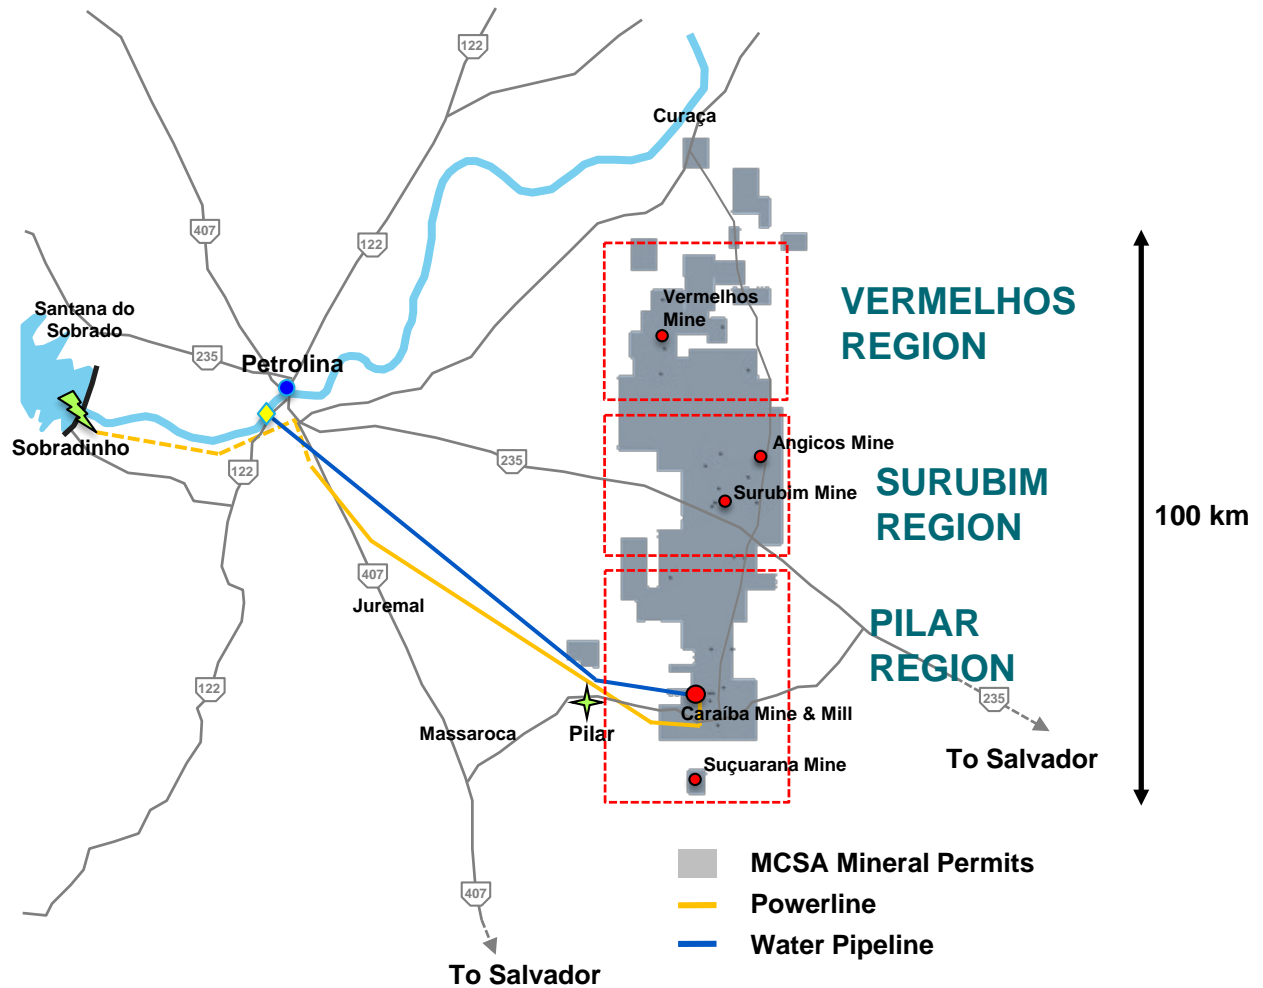 122
Curaça
407
122
Santana do
Sobrado
235
Petrolina
Vermelhos
Mine
VERMELHOS
REGION
Sobradinho
122
235
Angicos Mine
Surubim Mine
SURUBIM
REGION
100 km
407
Juremal
PILAR
REGION
122
235
Massaroca
Pilar
Caraíba Mine & Mill
To Salvador
Suçuarana Mine
MCSA Mineral Permits
407
Powerline
Water Pipeline
To Salvador